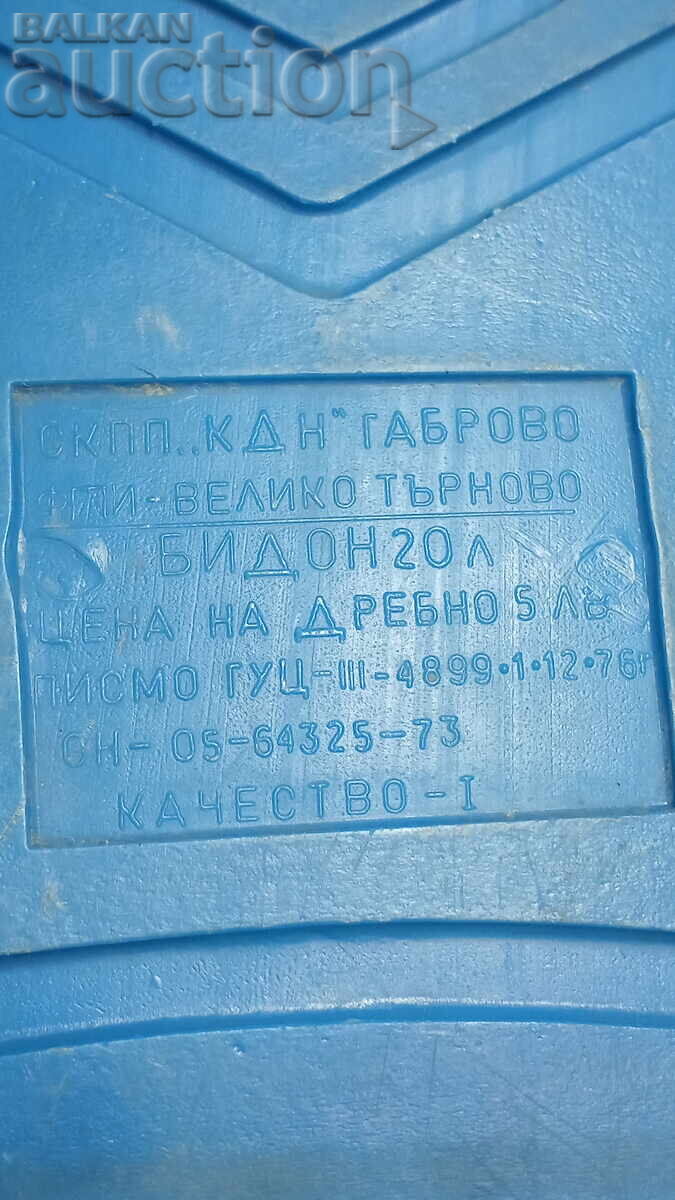 BALKAN
auction
СКПП „КДН" ГАБРОВО
ФПИ-ВЕЛИКО ТЪРНОВО
БИДОН 20 Л
ЦЕНА НА ДРЕБНО 5 ЛВ
ПИСМО ГУЦ-III-4899·1·12·76г
ОН-05-64325-73
КАЧЕСТВО-I